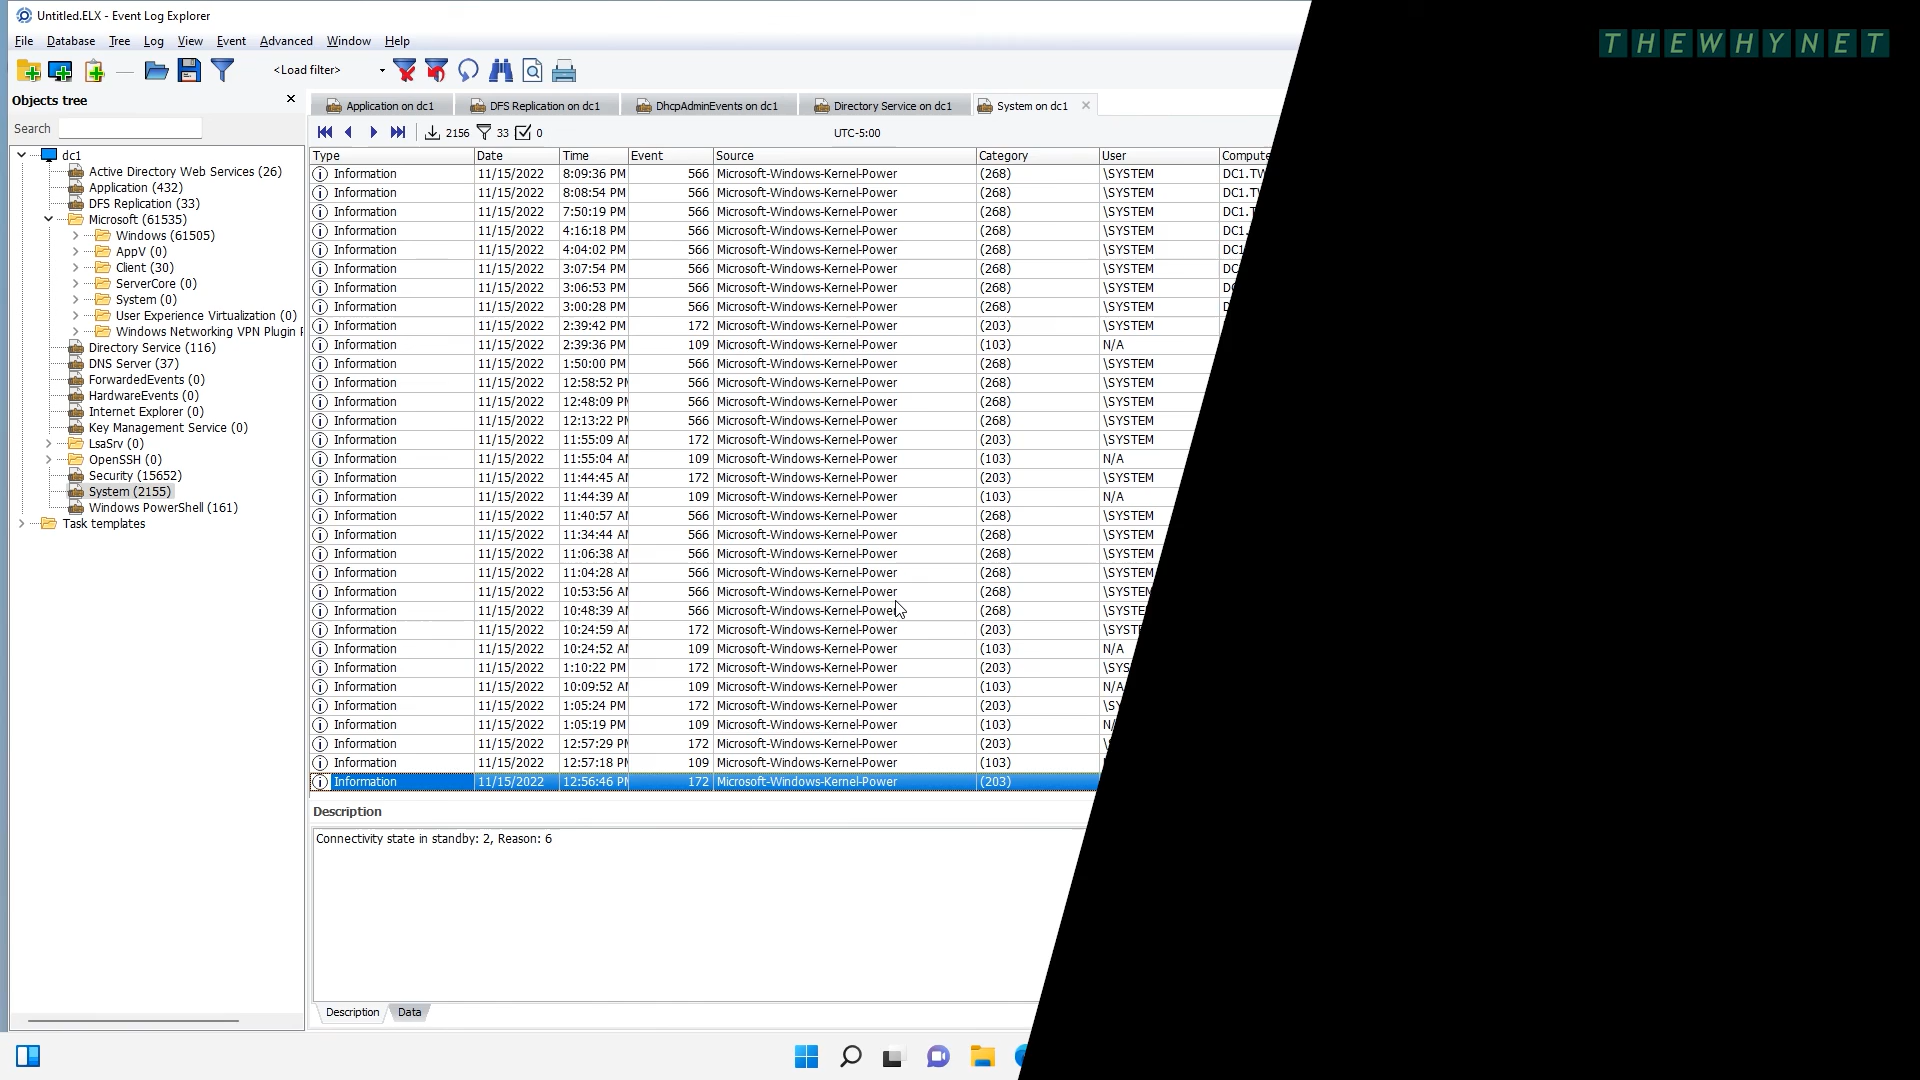 Untitled.ELX - Event Log Explorer
THEWHYNET
File Database Tree Log View Event Advanced Window Help
<Load filter>
Objects tree
Application on dc1 DFS Replication on dc1 DhcpAdminEvents on dc1 Directory Service on dc1 System on dc1
Search
2156 33 0 UTC-5:00
dc1
Active Directory Web Services (26)
Application (432)
DFS Replication (33)
Microsoft (61535)
Windows (61505)
AppV (0)
Client (30)
ServerCore (0)
System (0)
User Experience Virtualization (0)
Windows Networking VPN Plugin
Directory Service (116)
DNS Server (37)
ForwardedEvents (0)
HardwareEvents (0)
Internet Explorer (0)
Key Management Service (0)
LsaSrv (0)
OpenSSH (0)
Security (15652)
System (2155)
Windows PowerShell (161)
Task templates
Type Date Time Event Source Category User
Information 11/15/2022 8:09:36 PM 566 Microsoft-Windows-Kernel-Power (268) \SYSTEM
Information 11/15/2022 8:08:54 PM 566 Microsoft-Windows-Kernel-Power (268) \SYSTEM
Information 11/15/2022 7:50:19 PM 566 Microsoft-Windows-Kernel-Power (268) \SYSTEM
Information 11/15/2022 4:16:18 PM 566 Microsoft-Windows-Kernel-Power (268) \SYSTEM
Information 11/15/2022 4:04:02 PM 566 Microsoft-Windows-Kernel-Power (268) \SYSTEM
Information 11/15/2022 3:07:54 PM 566 Microsoft-Windows-Kernel-Power (268) \SYSTEM
Information 11/15/2022 3:06:53 PM 566 Microsoft-Windows-Kernel-Power (268) \SYSTEM
Information 11/15/2022 3:00:28 PM 566 Microsoft-Windows-Kernel-Power (268) \SYSTEM
Information 11/15/2022 2:39:42 PM 172 Microsoft-Windows-Kernel-Power (203) \SYSTEM
Information 11/15/2022 2:39:36 PM 109 Microsoft-Windows-Kernel-Power (103) N/A
Information 11/15/2022 1:50:00 PM 566 Microsoft-Windows-Kernel-Power (268) \SYSTEM
Information 11/15/2022 12:58:52 566 Microsoft-Windows-Kernel-Power (268) \SYSTEM
Information 11/15/2022 12:48:09 566 Microsoft-Windows-Kernel-Power (268) \SYSTEM
Information 11/15/2022 12:13:22 566 Microsoft-Windows-Kernel-Power (268) \SYSTEM
Information 11/15/2022 11:55:09 172 Microsoft-Windows-Kernel-Power (203) \SYSTEM
Information 11/15/2022 11:55:04 109 Microsoft-Windows-Kernel-Power (103) N/A
Information 11/15/2022 11:44:45 172 Microsoft-Windows-Kernel-Power (203) \SYSTEM
Information 11/15/2022 11:44:39 109 Microsoft-Windows-Kernel-Power (103) N/A
Information 11/15/2022 11:40:57 566 Microsoft-Windows-Kernel-Power (268) \SYSTEM
Information 11/15/2022 11:34:44 566 Microsoft-Windows-Kernel-Power (268) \SYSTEM
Information 11/15/2022 11:06:38 566 Microsoft-Windows-Kernel-Power (268) \SYSTEM
Information 11/15/2022 11:04:28 566 Microsoft-Windows-Kernel-Power (268) \SYSTEM
Information 11/15/2022 10:53:56 566 Microsoft-Windows-Kernel-Power (268) \SYSTEM
Information 11/15/2022 10:48:39 566 Microsoft-Windows-Kernel-Power (268)
Information 11/15/2022 10:24:59 172 Microsoft-Windows-Kernel-Power (203)
Information 11/15/2022 10:24:52 109 Microsoft-Windows-Kernel-Power (103) N/A
Information 11/15/2022 1:10:22 PM 172 Microsoft-Windows-Kernel-Power (203)
Information 11/15/2022 10:09:52 109 Microsoft-Windows-Kernel-Power (103) N/A
Information 11/15/2022 1:05:24 PM 172 Microsoft-Windows-Kernel-Power (203)
Information 11/15/2022 1:05:19 PM 109 Microsoft-Windows-Kernel-Power (103)
Information 11/15/2022 12:57:29 172 Microsoft-Windows-Kernel-Power (203)
Information 11/15/2022 12:57:18 109 Microsoft-Windows-Kernel-Power (103)
Information 11/15/2022 12:56:46 172 Microsoft-Windows-Kernel-Power (203)
Description
Connectivity state in standby: 2, Reason: 6
Description Data